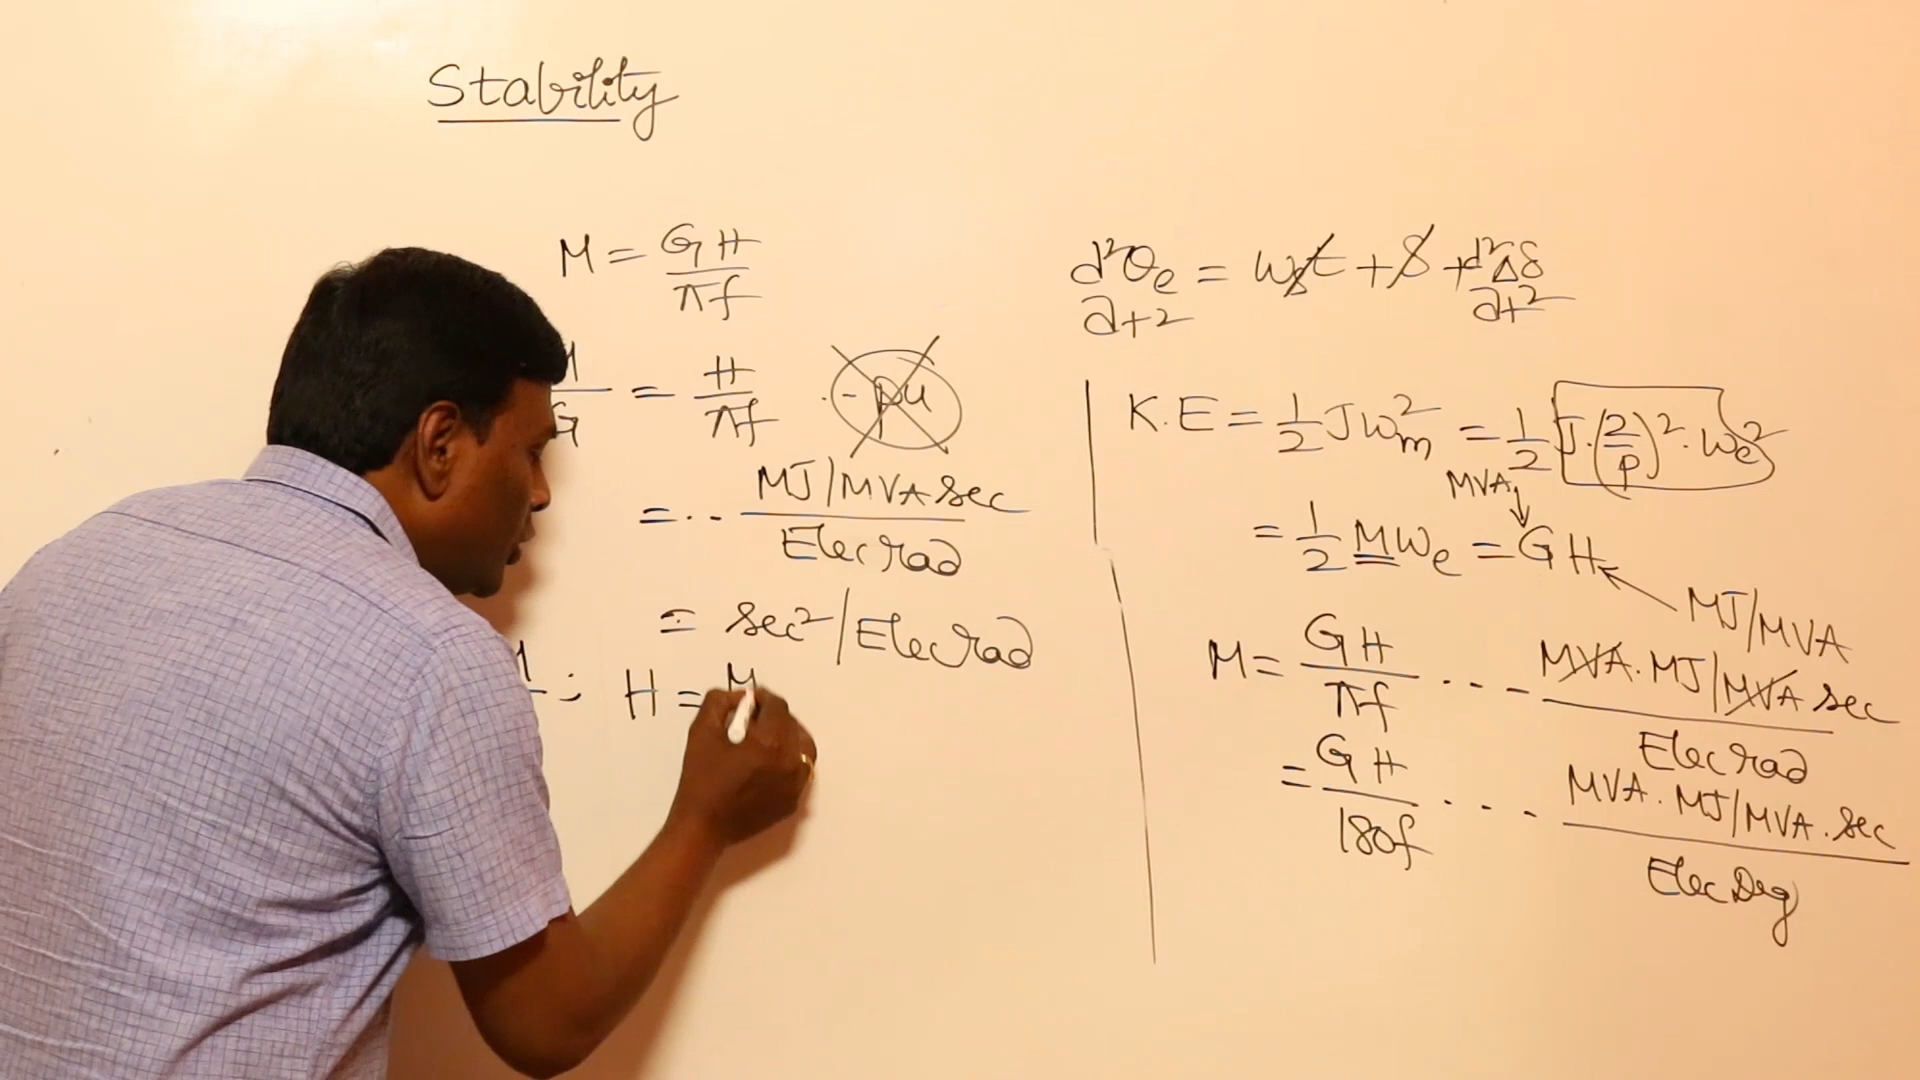 Stability
M = GH / πf
M / G = H / πf .- pu
= .. MJ/MVA sec / Elec rad
= sec² / Elec rad
H = M
d²θe / dt² = ωst + δ + d²Δδ / dt²
K.E = 1/2 Jωm² = 1/2 J.(2/P)².ωe²
MVA
= 1/2 Mωe = GH
MJ/MVA
M = GH / πf ... MVA.MJ/MVA sec / Elec rad
= GH / 180f ... MVA.MJ/MVA.sec / Elec Deg